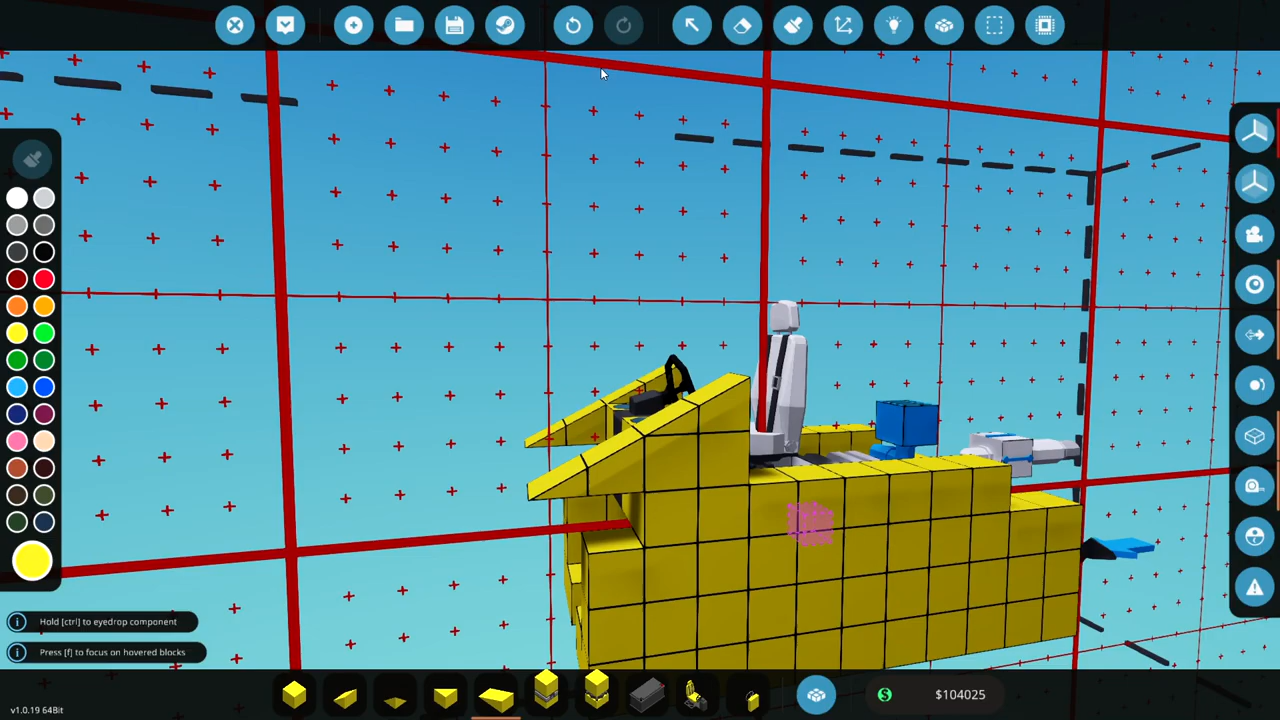 Hold [ctrl] to eyedrop component
Press [f] to focus on hovered blocks
$ $104025
v1.0.19 64Bit